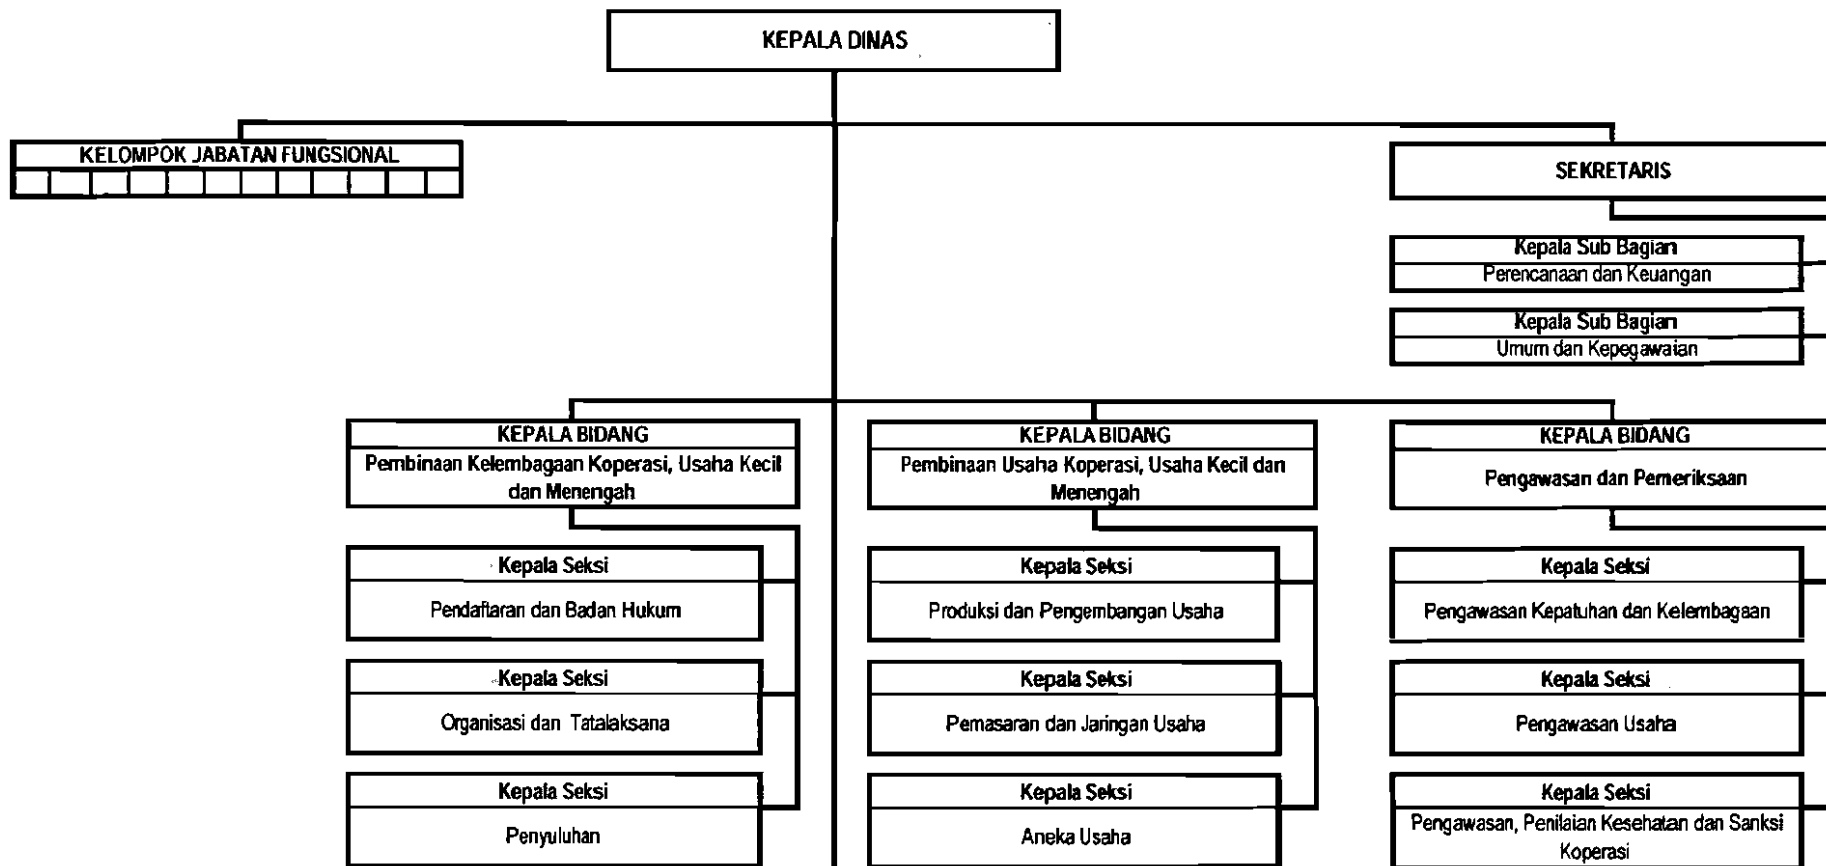 KEPALA DINAS
KELOMPOK JABATAN FUNGSIONAL
SEKRETARIS
Kepala Sub Bagian
Perencanaan dan Keuangan
Kepala Sub Bagian
Umum dan Kepegawaian
KEPALA BIDANG
Pembinaan Kelembagaan Koperasi, Usaha Kecil
dan Menengah
Kepala Seksi
Pendaftaran dan Badan Hukum
Kepala Seksi
Organisasi dan Tatalaksana
Kepala Seksi
Penyuluhan
KEPALA BIDANG
Pembinaan Usaha Koperasi, Usaha Kecil dan
Menengah
Kepala Seksi
Produksi dan Pengembangan Usaha
Kepala Seksi
Pemasaran dan Jaringan Usaha
Kepala Seksi
Aneka Usaha
KEPALA BIDANG
Pengawasan dan Pemeriksaan
Kepala Seksi
Pengawasan Kepatuhan dan Kelembagaan
Kepala Seksi
Pengawasan Usaha
Kepala Seksi
Pengawasan, Penilaian Kesehatan dan Sanksi
Koperasi